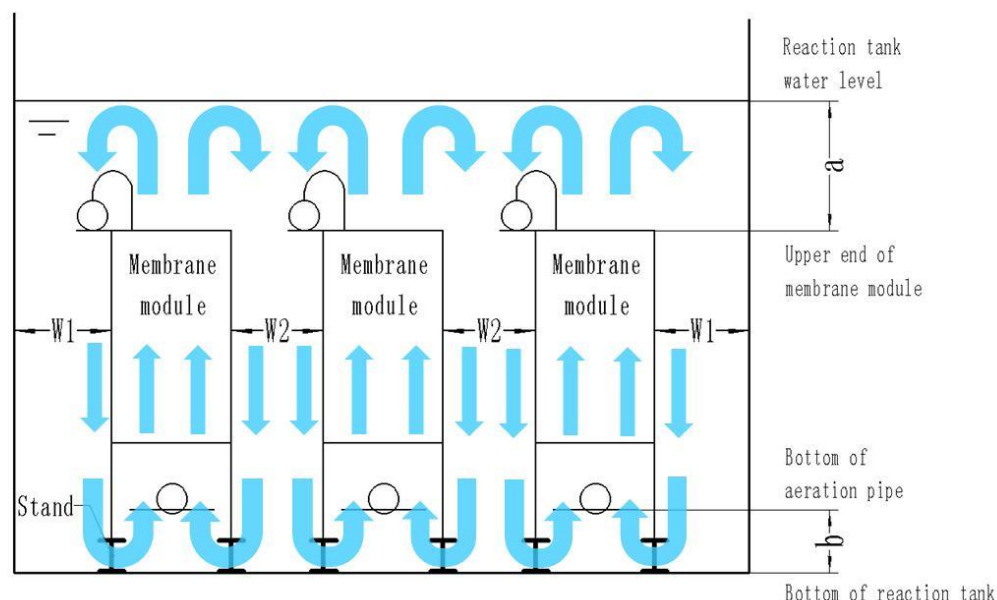 Reaction tank
water level
a
Membrane
module
Membrane
module
Membrane
module
Upper end of
membrane module
W1
W2
W2
W1
Bottom of
aeration pipe
Stand
b
Bottom of reaction tank